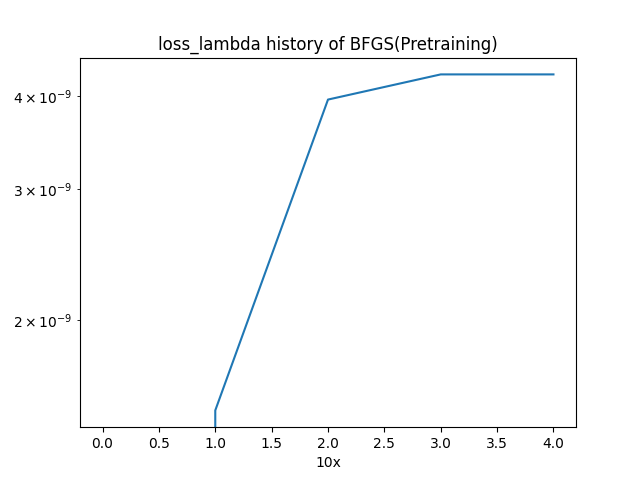 loss_lambda history of BFGS(Pretraining)
4 × 10⁻⁹
3 × 10⁻⁹
2 × 10⁻⁹
0.0 0.5 1.0 1.5 2.0 2.5 3.0 3.5 4.0
10x